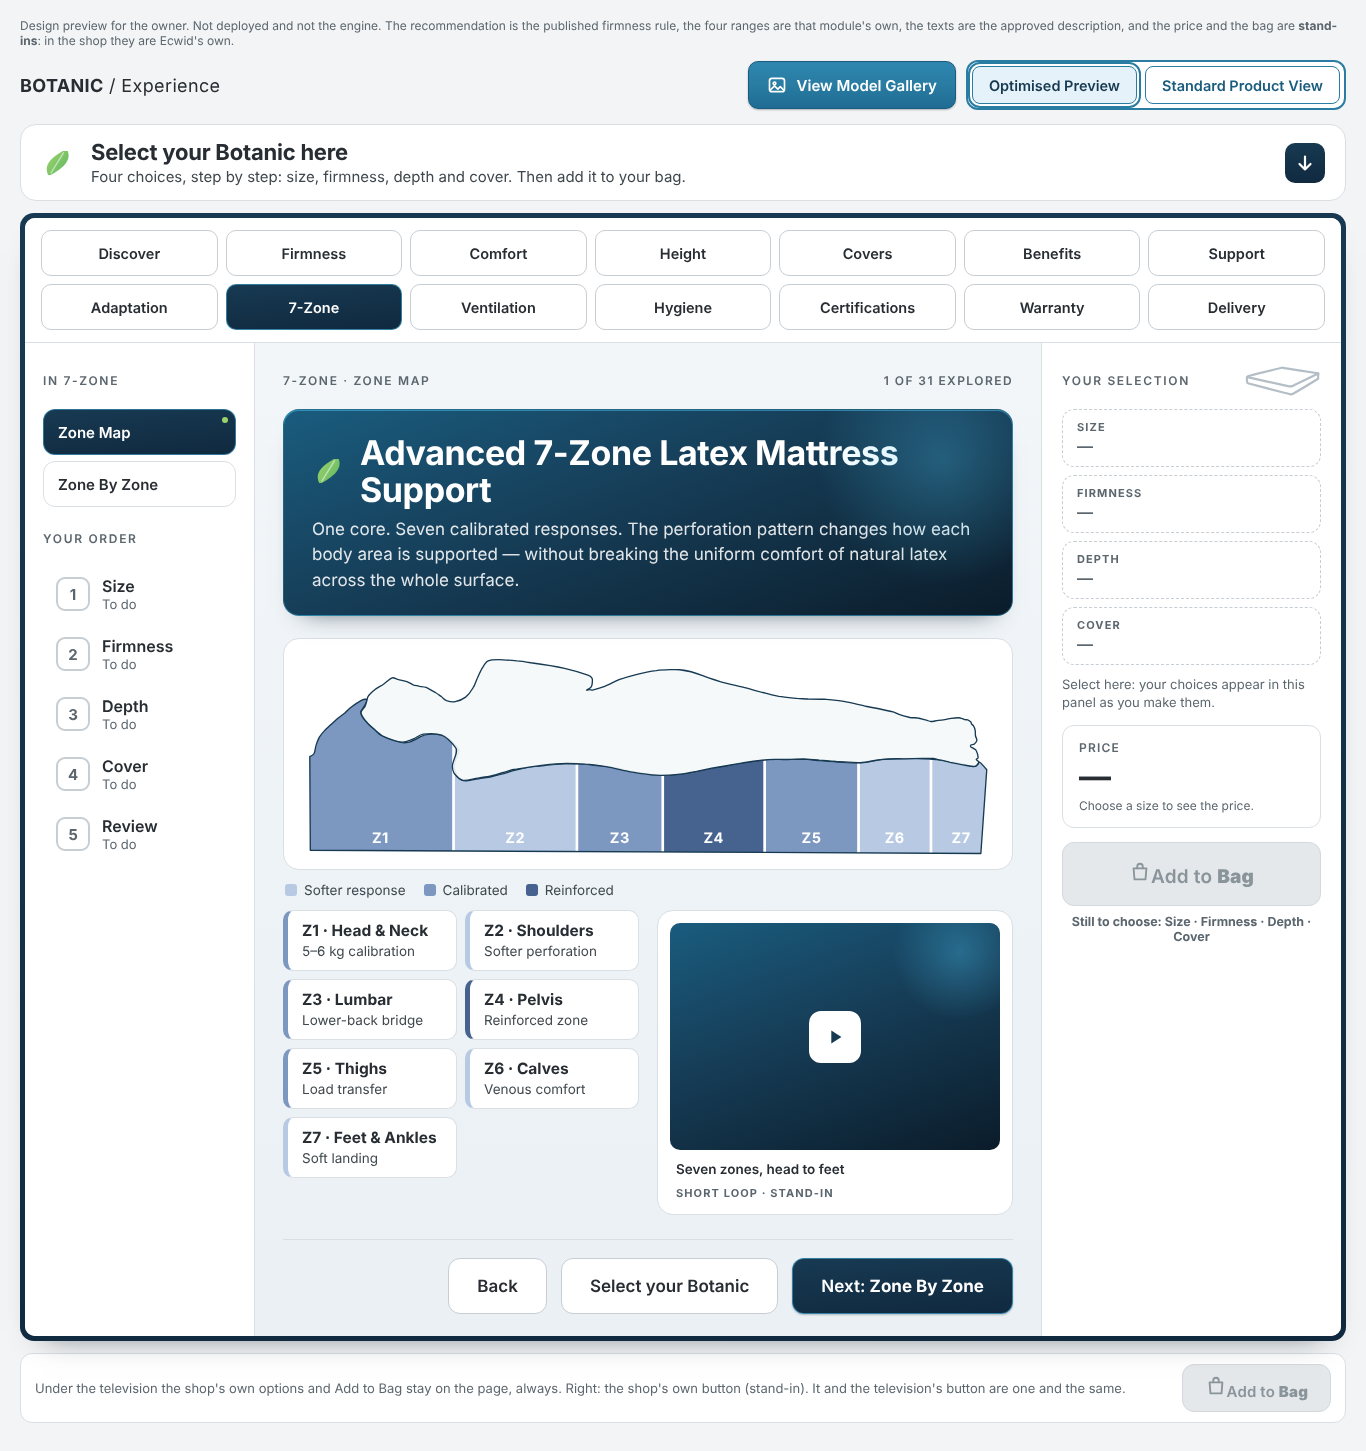 Design preview for the owner. Not deployed and not the engine. The recommendation is the published firmness rule, the four ranges are that module's own, the texts are the approved description, and the price and the bag are stand-
ins: in the shop they are Ecwid's own.
BOTANIC / Experience
View Model Gallery
Optimised Preview
Standard Product View
Select your Botanic here
Four choices, step by step: size, firmness, depth and cover. Then add it to your bag.
Discover
Firmness
Comfort
Height
Covers
Benefits
Support
Adaptation
7-Zone
Ventilation
Hygiene
Certifications
Warranty
Delivery
IN 7-ZONE
Zone Map
Zone By Zone
YOUR ORDER
1
Size
To do
2
Firmness
To do
3
Depth
To do
4
Cover
To do
5
Review
To do
7-ZONE · ZONE MAP
1 OF 31 EXPLORED
Advanced 7-Zone Latex Mattress
Support
One core. Seven calibrated responses. The perforation pattern changes how each
body area is supported — without breaking the uniform comfort of natural latex
across the whole surface.
Z1
Z2
Z3
Z4
Z5
Z6
Z7
Softer response
Calibrated
Reinforced
Z1 · Head & Neck
5–6 kg calibration
Z2 · Shoulders
Softer perforation
Z3 · Lumbar
Lower-back bridge
Z4 · Pelvis
Reinforced zone
Z5 · Thighs
Load transfer
Z6 · Calves
Venous comfort
Z7 · Feet & Ankles
Soft landing
Seven zones, head to feet
SHORT LOOP · STAND-IN
Back
Select your Botanic
Next: Zone By Zone
YOUR SELECTION
SIZE
—
FIRMNESS
—
DEPTH
—
COVER
—
Select here: your choices appear in this
panel as you make them.
PRICE
—
Choose a size to see the price.
Add to Bag
Still to choose: Size · Firmness · Depth ·
Cover
Under the television the shop's own options and Add to Bag stay on the page, always. Right: the shop's own button (stand-in). It and the television's button are one and the same.
Add to Bag